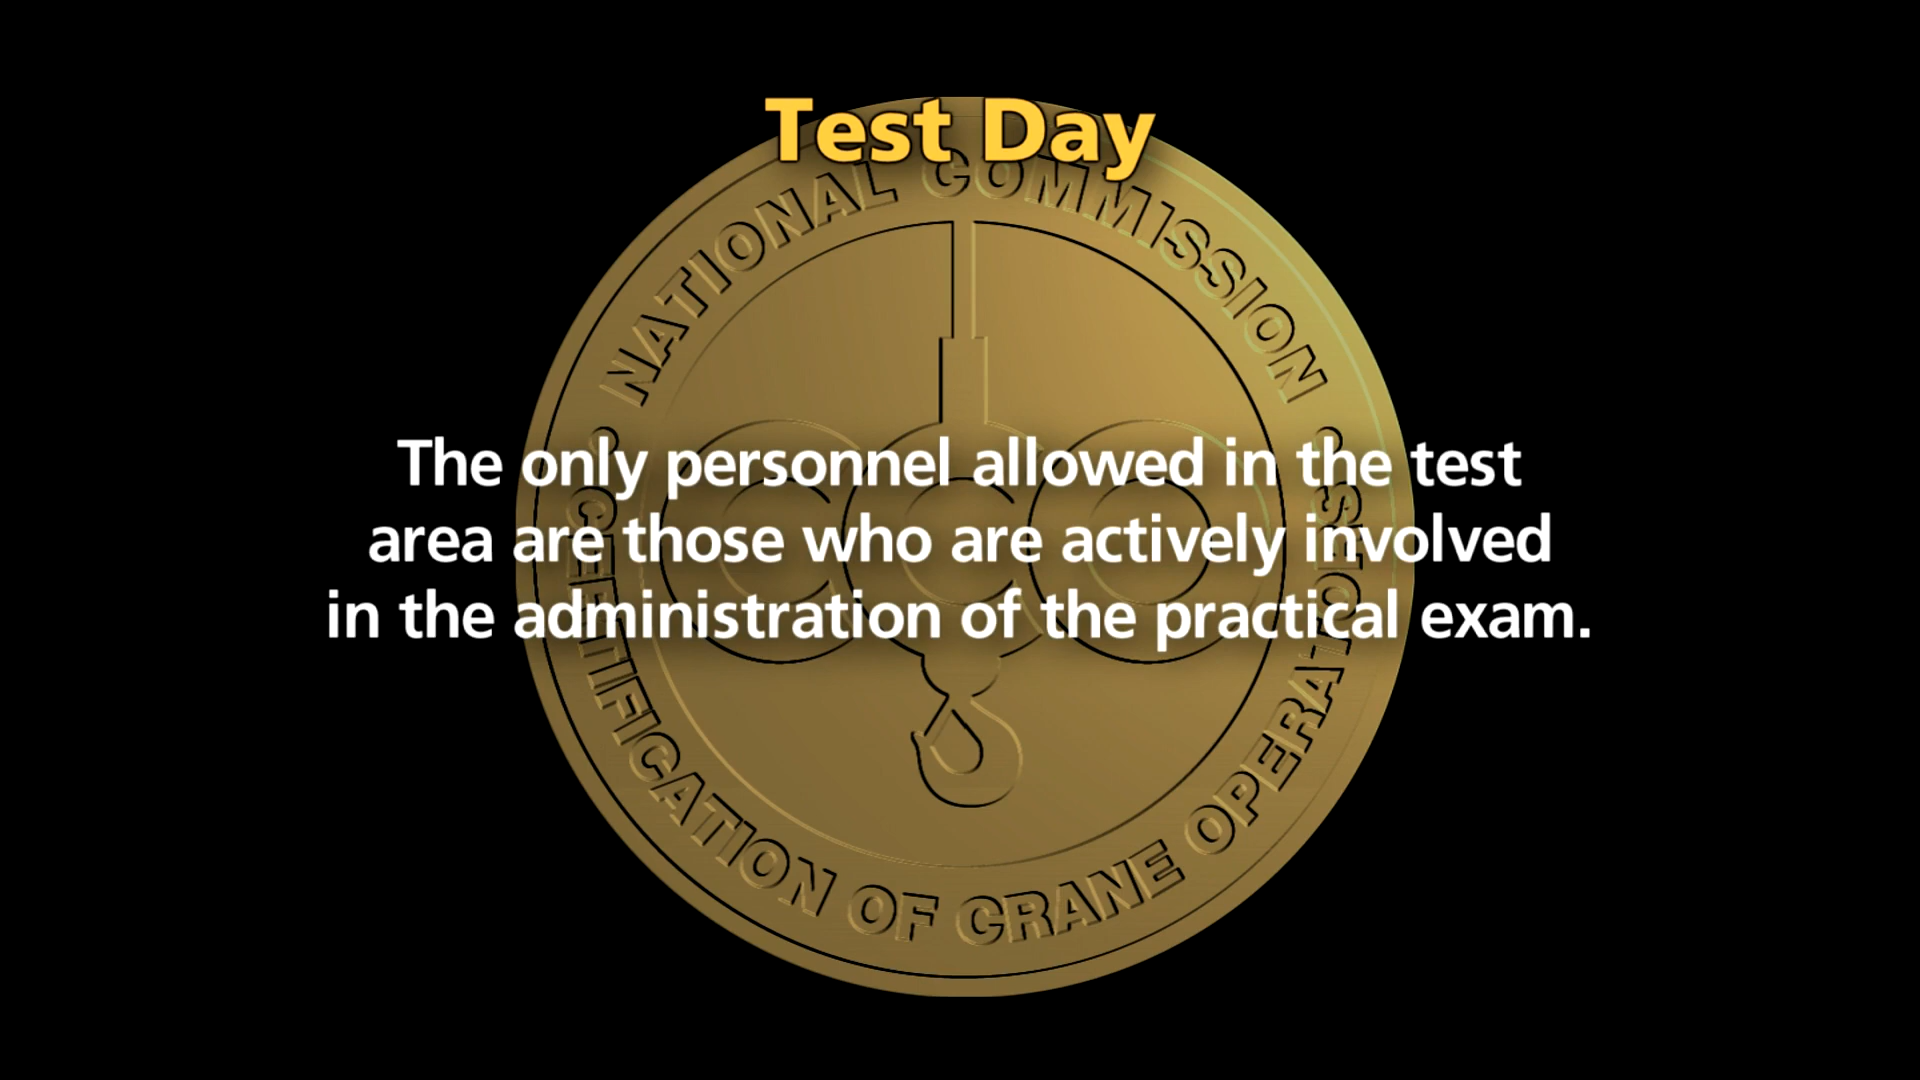 Test Day
NATIONAL COMMISSION
The only personnel allowed in the test
area are those who are actively involved
in the administration of the practical exam.
CCO
CERTIFICATION OF CRANE OPERATORS